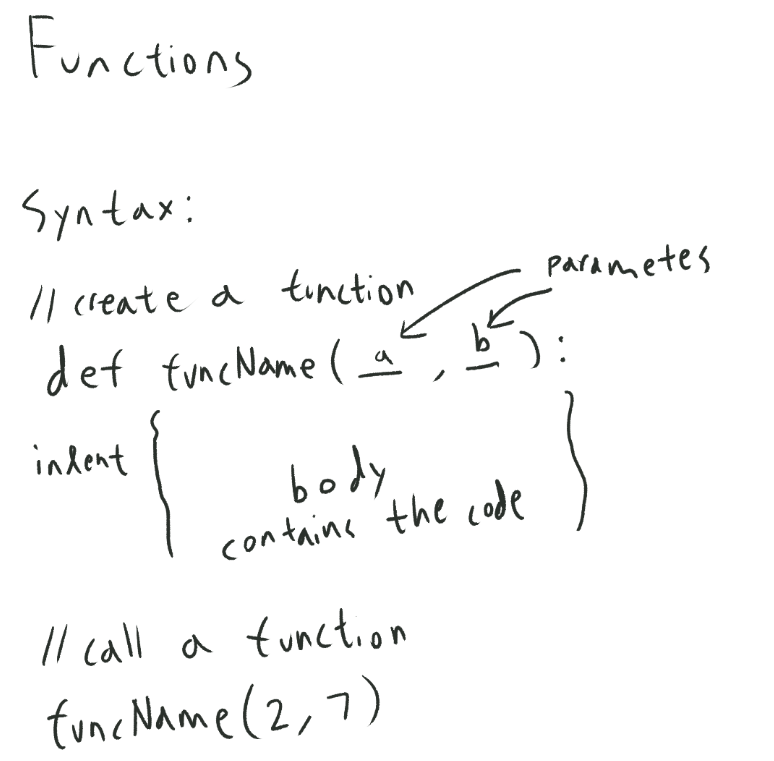 Functions
Syntax:
// create a function
parametes
def funcName( a , b ):
indent
body
contains the code
// call a function
funcName(2,7)